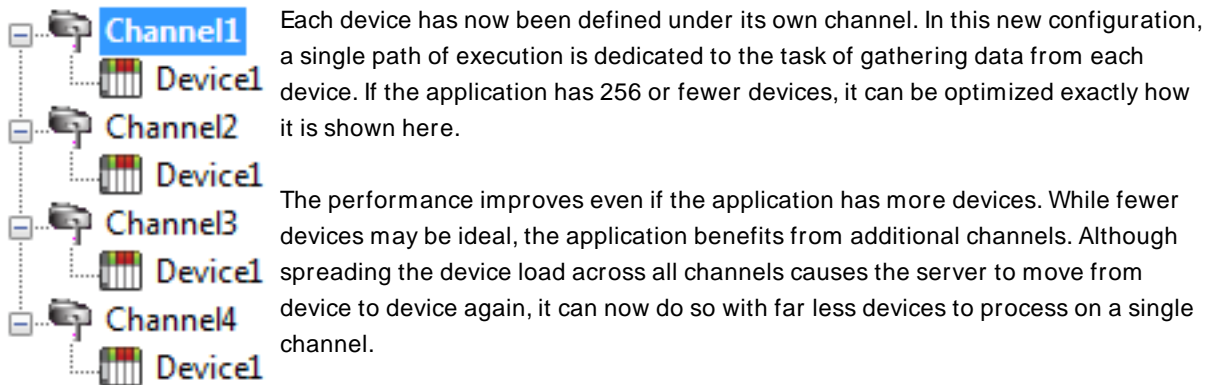 Channel1
Device1
Channel2
Device1
Channel3
Device1
Channel4
Device1
Each device has now been defined under its own channel. In this new configuration,
a single path of execution is dedicated to the task of gathering data from each
device. If the application has 256 or fewer devices, it can be optimized exactly how
it is shown here.
The performance improves even if the application has more devices. While fewer
devices may be ideal, the application benefits from additional channels. Although
spreading the device load across all channels causes the server to move from
device to device again, it can now do so with far less devices to process on a single
channel.